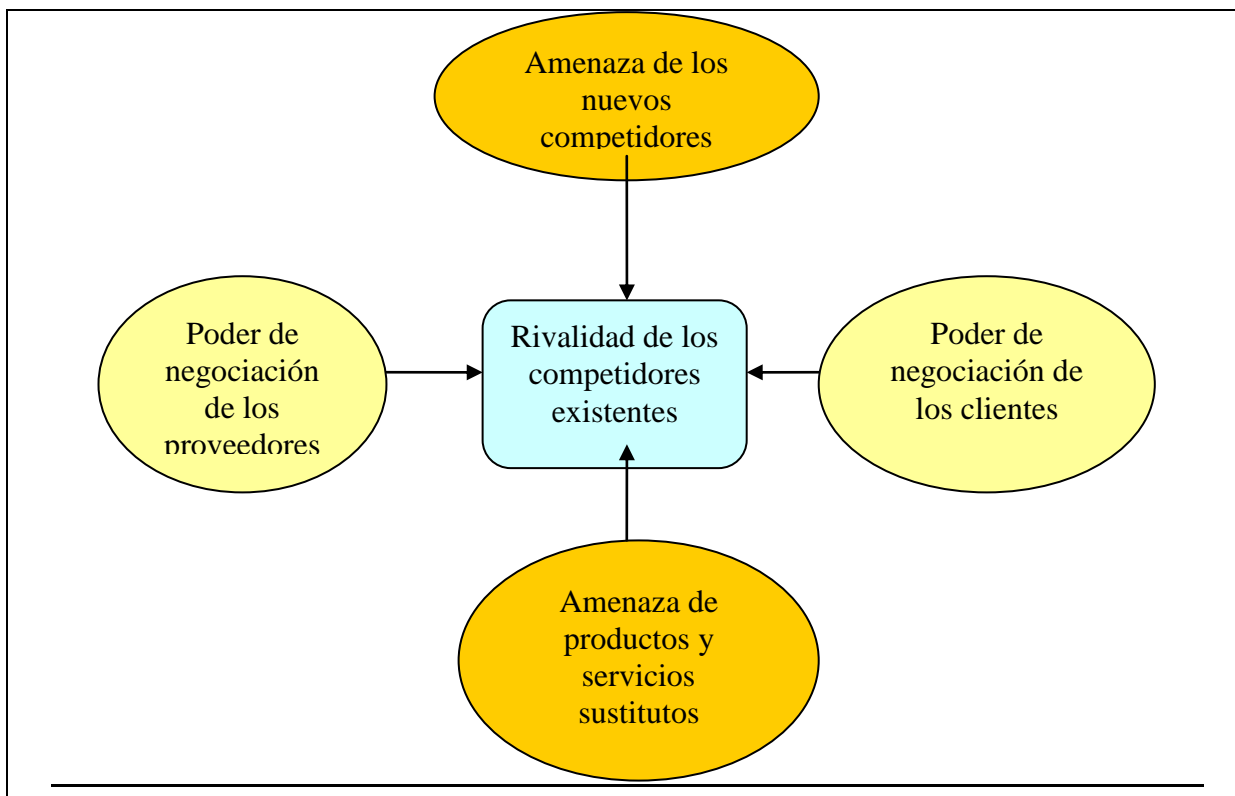 Amenaza de los
nuevos
competidores
Poder de
negociación
de los
proveedores
Rivalidad de los
competidores
existentes
Poder de
negociación de
los clientes
Amenaza de
productos y
servicios
sustitutos